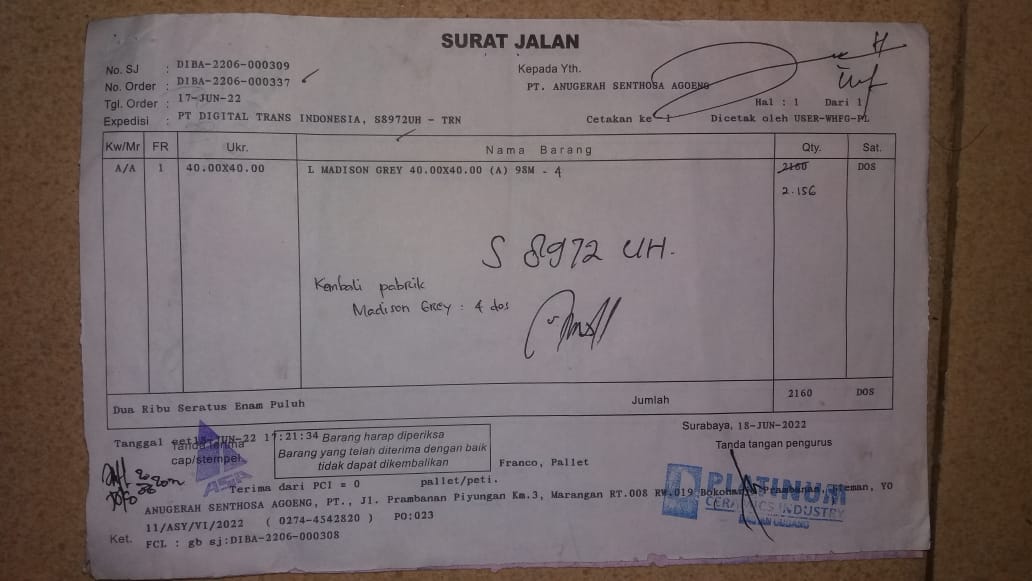 SURAT JALAN
No. SJ : DIBA-2206-000309
No. Order : DIBA-2206-000337
Tgl. Order : 17-JUN-22
Expedisi : PT DIGITAL TRANS INDONESIA, S8972UH - TRN
Kepada Yth.
PT. ANUGERAH SENTHOSA AGOENG
Hal : 1 Dari 1
Cetakan ke 1 Dicetak oleh USER-WHFG-PL
Kw/Mr FR Ukr. Nama Barang Qty. Sat.
A/A 1 40.00X40.00 L MADISON GREY 40.00X40.00 (A) 98M - 4 2160 DOS
2.156
S 8972 UH.
Kembali pabrik
Madison Grey : 4 dos
Dua Ribu Seratus Enam Puluh Jumlah 2160 DOS
Surabaya, 18-JUN-2022
Tanggal cet 18-JUN-22 17:21:34
Tanda terima
cap/stempel
Barang harap diperiksa
Barang yang telah diterima dengan baik
tidak dapat dikembalikan
Tanda tangan pengurus
Franco, Pallet
ASA
Terima dari PCI = 0 pallet/peti.
PLATINUM
CERAMICS INDUSTRY
BAGIAN GUDANG
ANUGERAH SENTHOSA AGOENG, PT., Jl. Prambanan Piyungan Km.3, Marangan RT.008 RW.019 Bokoharjo, Prambanan, Sleman, YO
11/ASY/VI/2022 ( 0274-4542820 ) PO:023
Ket. FCL : gb sj:DIBA-2206-000308